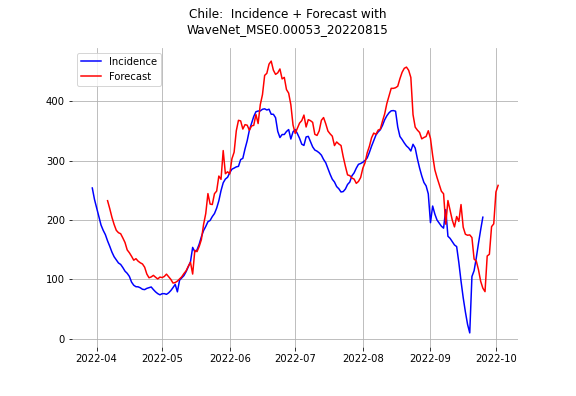 Chile:  Incidence + Forecast with
WaveNet_MSE0.00053_20220815
Incidence
Forecast
400
300
200
100
0
2022-04 2022-05 2022-06 2022-07 2022-08 2022-09 2022-10